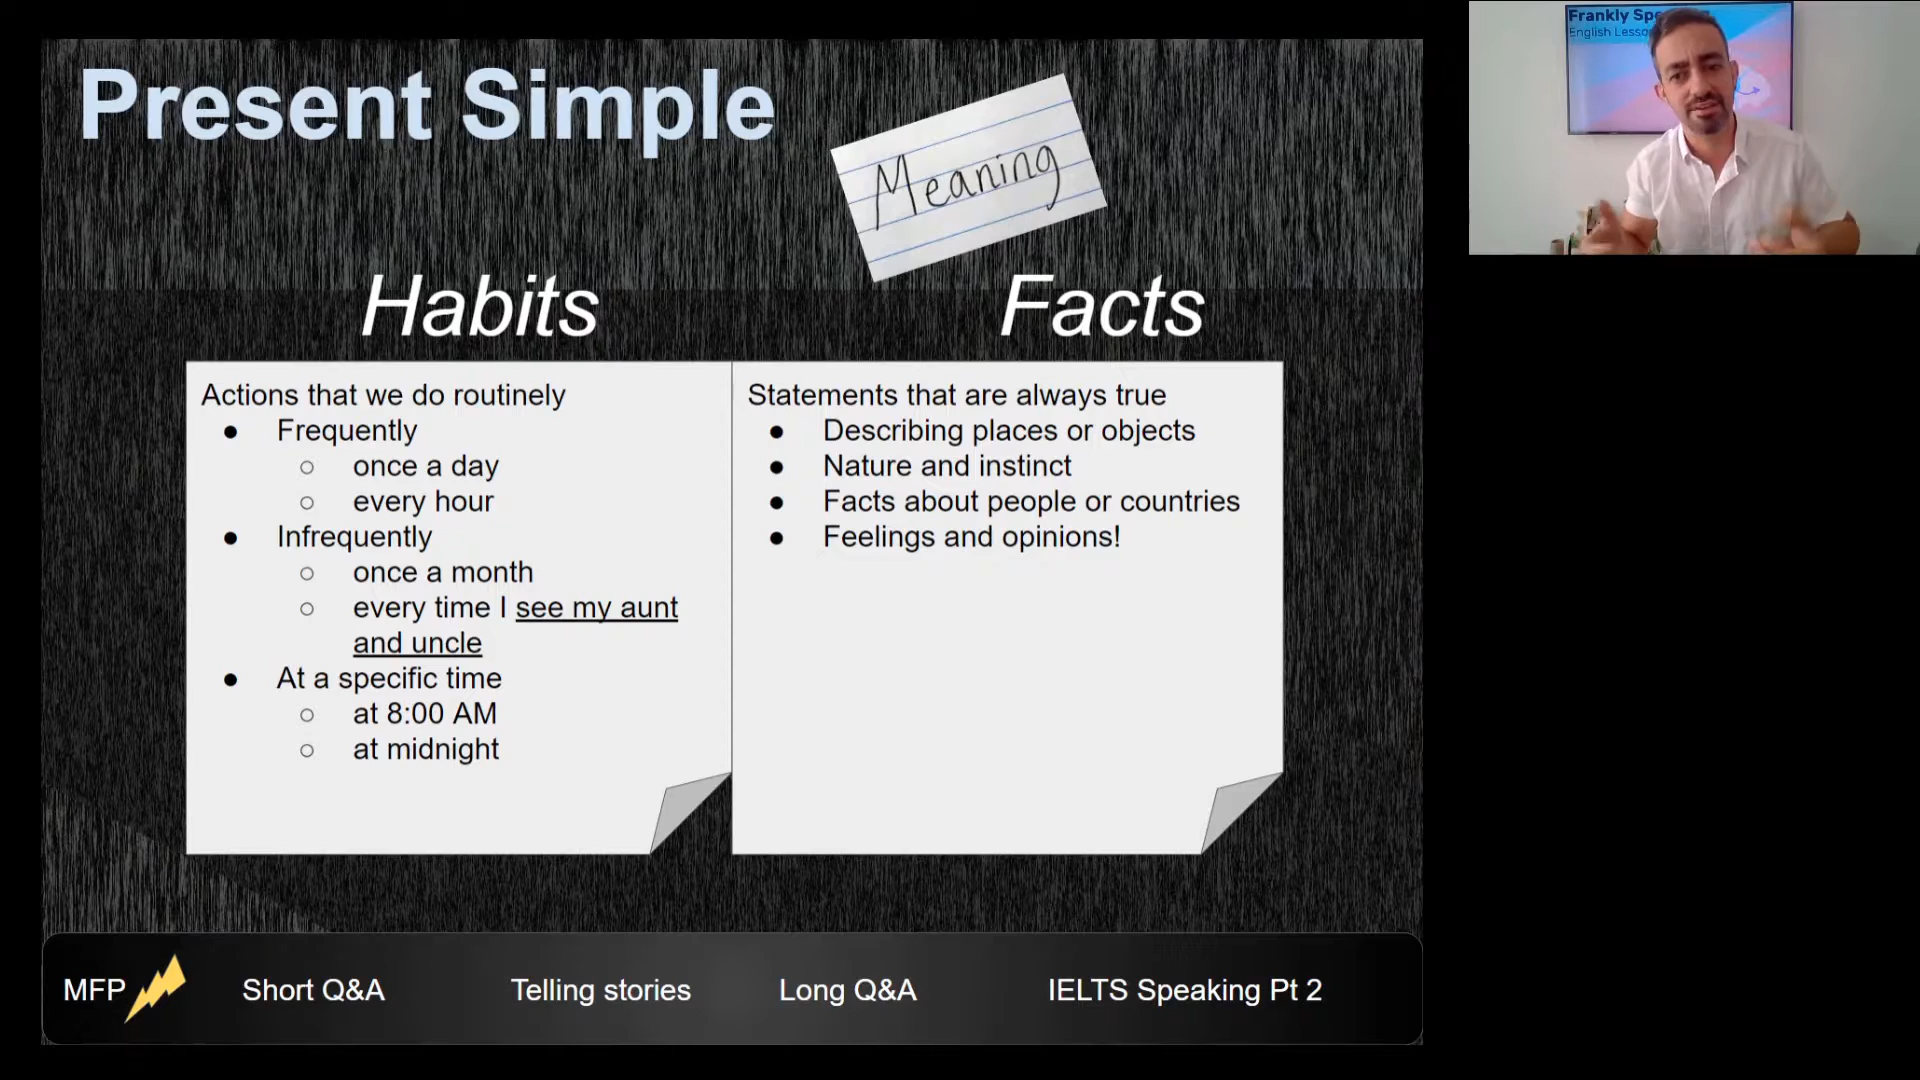 Present Simple
Meaning
Habits
Facts
Actions that we do routinely
● Frequently
○ once a day
○ every hour
● Infrequently
○ once a month
○ every time I see my aunt
and uncle
● At a specific time
○ at 8:00 AM
○ at midnight
Statements that are always true
● Describing places or objects
● Nature and instinct
● Facts about people or countries
● Feelings and opinions!
MFP
Short Q&A
Telling stories
Long Q&A
IELTS Speaking Pt 2
Frankly
English